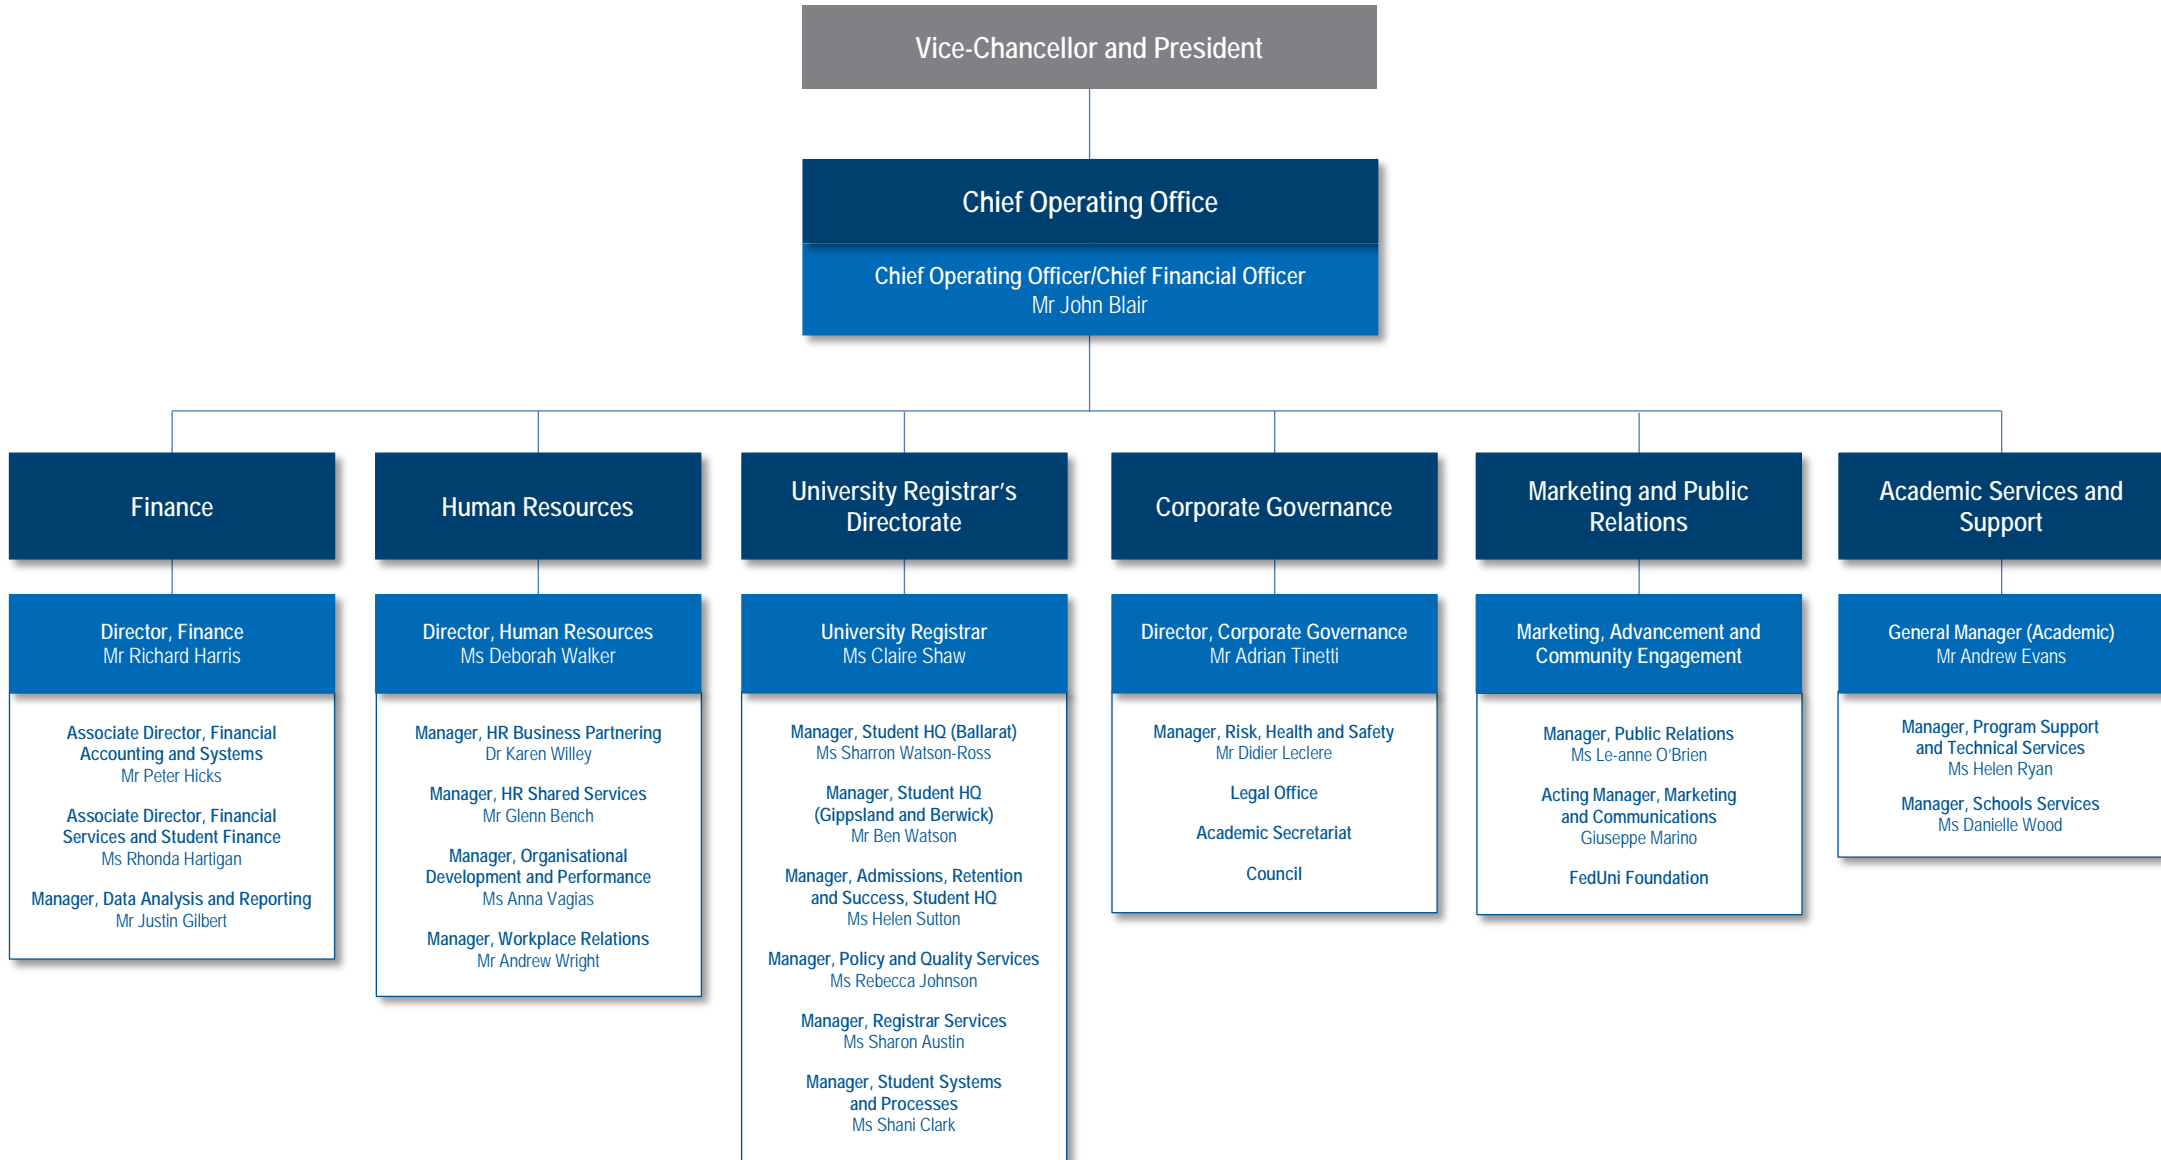 Vice-Chancellor and President
Chief Operating Office
Chief Operating Officer/Chief Financial Officer
Mr John Blair
Finance
Director, Finance
Mr Richard Harris
Associate Director, Financial
Accounting and Systems
Mr Peter Hicks
Associate Director, Financial
Services and Student Finance
Ms Rhonda Hartigan
Manager, Data Analysis and Reporting
Mr Justin Gilbert
Human Resources
Director, Human Resources
Ms Deborah Walker
Manager, HR Business Partnering
Dr Karen Willey
Manager, HR Shared Services
Mr Glenn Bench
Manager, Organisational
Development and Performance
Ms Anna Vagias
Manager, Workplace Relations
Mr Andrew Wright
University Registrar’s
Directorate
University Registrar
Ms Claire Shaw
Manager, Student HQ (Ballarat)
Ms Sharron Watson-Ross
Manager, Student HQ
(Gippsland and Berwick)
Mr Ben Watson
Manager, Admissions, Retention
and Success, Student HQ
Ms Helen Sutton
Manager, Policy and Quality Services
Ms Rebecca Johnson
Manager, Registrar Services
Ms Sharon Austin
Manager, Student Systems
and Processes
Ms Shani Clark
Corporate Governance
Director, Corporate Governance
Mr Adrian Tinetti
Manager, Risk, Health and Safety
Mr Didier Leclere
Legal Office
Academic Secretariat
Council
Marketing and Public
Relations
Marketing, Advancement and
Community Engagement
Manager, Public Relations
Ms Le-anne O’Brien
Acting Manager, Marketing
and Communications
Giuseppe Marino
FedUni Foundation
Academic Services and
Support
General Manager (Academic)
Mr Andrew Evans
Manager, Program Support
and Technical Services
Ms Helen Ryan
Manager, Schools Services
Ms Danielle Wood